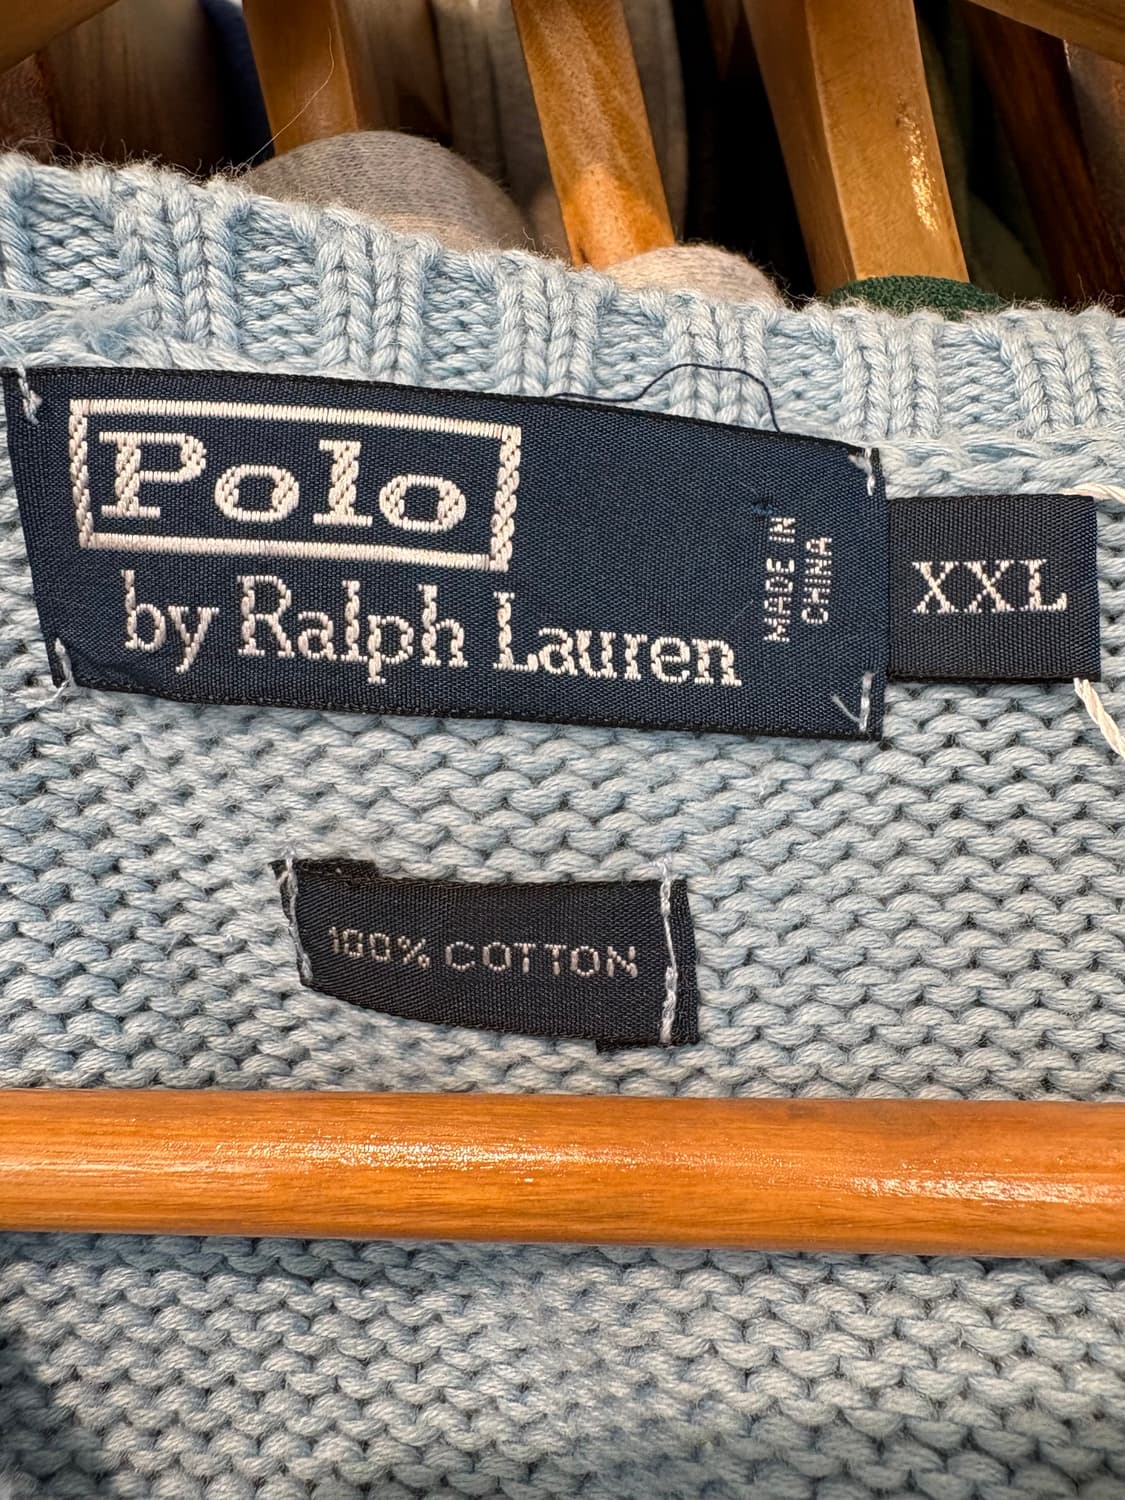 Polo
by Ralph Lauren
MADE IN
CHINA
XXL
100% COTTON